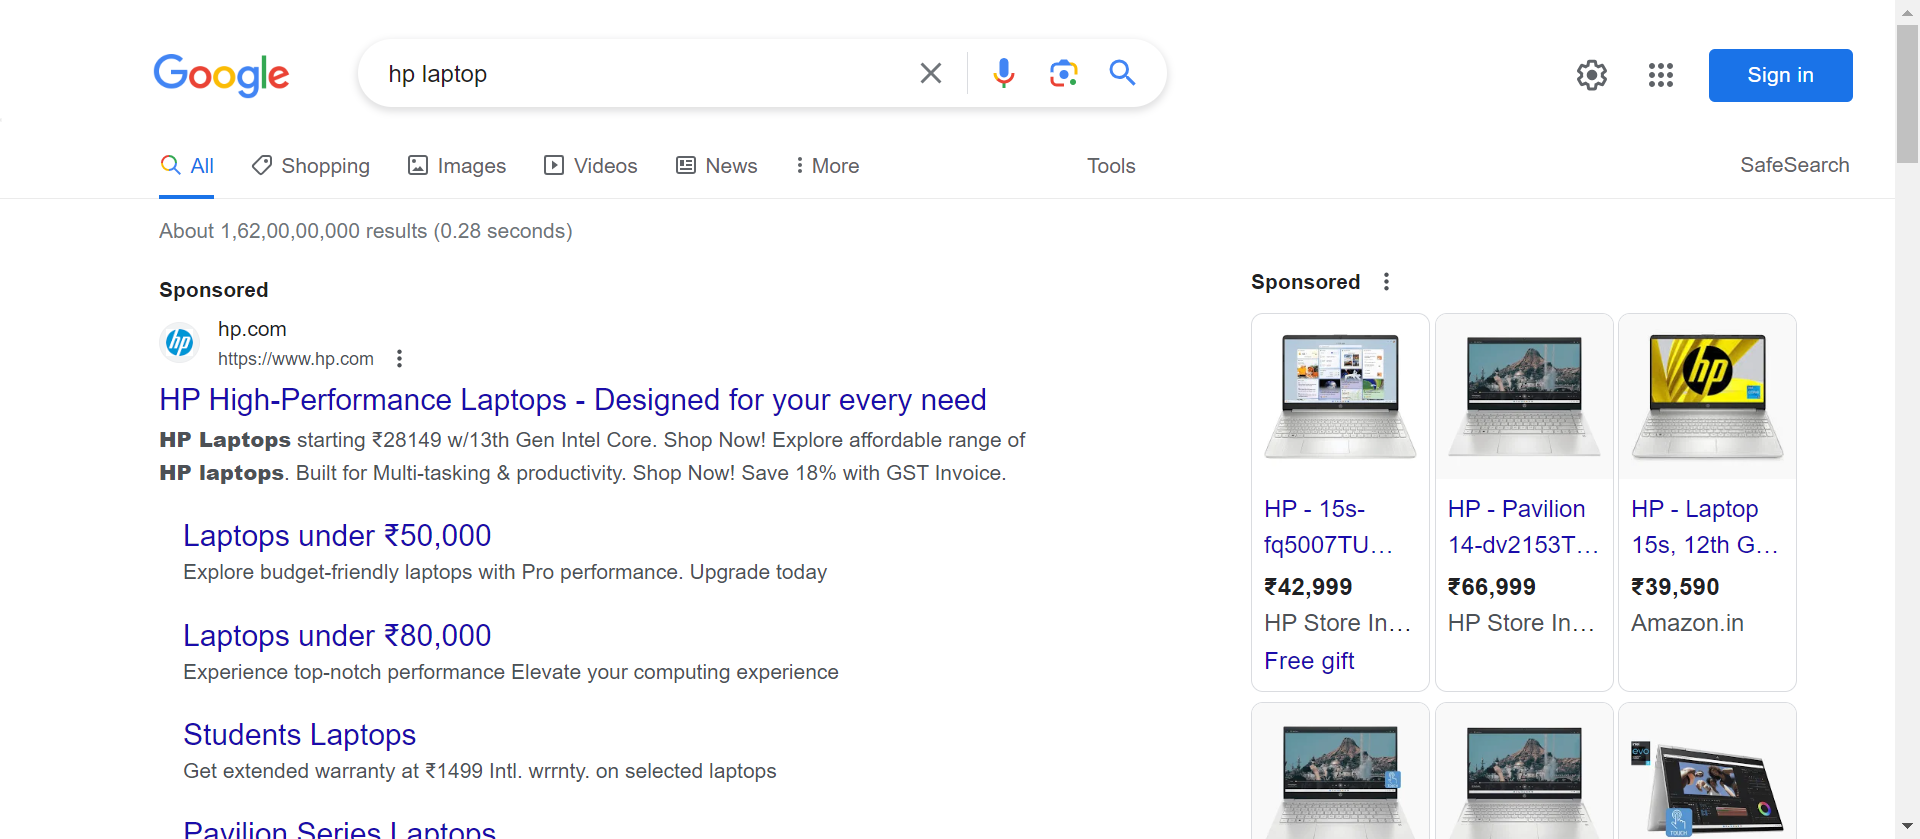 Google
hp laptop
Sign in
All
Shopping
Images
Videos
News
More
Tools
SafeSearch
About 1,62,00,00,000 results (0.28 seconds)
Sponsored
hp
hp.com
https://www.hp.com
HP High-Performance Laptops - Designed for your every need
HP Laptops starting ₹28149 w/13th Gen Intel Core. Shop Now! Explore affordable range of
HP laptops. Built for Multi-tasking & productivity. Shop Now! Save 18% with GST Invoice.
Laptops under ₹50,000
Explore budget-friendly laptops with Pro performance. Upgrade today
Laptops under ₹80,000
Experience top-notch performance Elevate your computing experience
Students Laptops
Get extended warranty at ₹1499 Intl. wrrnty. on selected laptops
Pavilion Series Laptops
Sponsored
HP - 15s-
fq5007TU...
₹42,999
HP Store In...
Free gift
HP - Pavilion
14-dv2153T...
₹66,999
HP Store In...
hp
HP - Laptop
15s, 12th G...
₹39,590
Amazon.in
evo
TOUCH